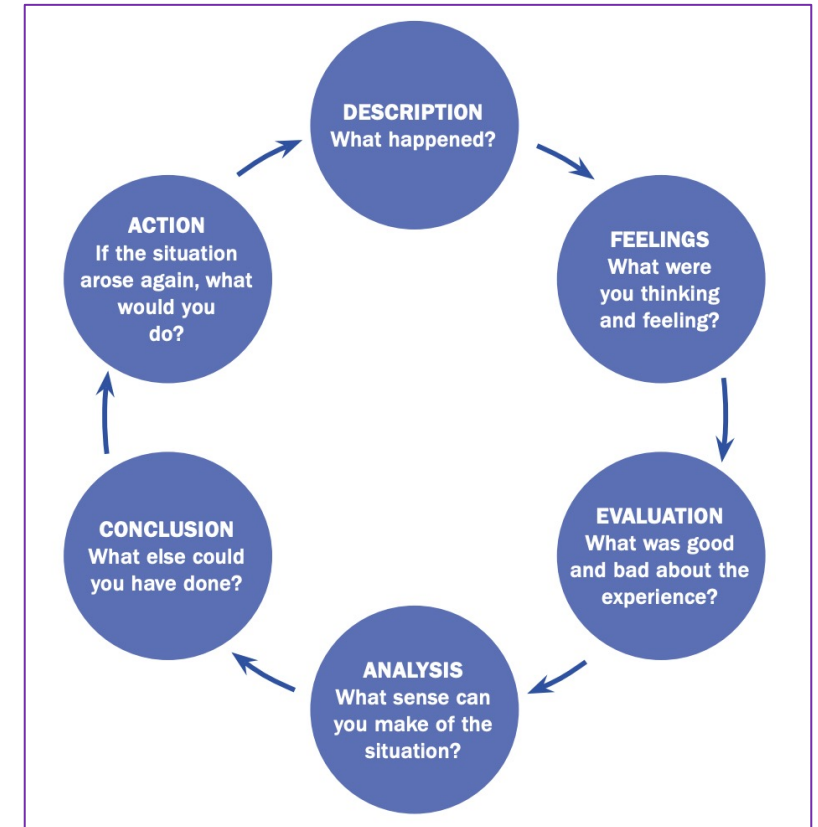 DESCRIPTION
What happened?
FEELINGS
What were
you thinking
and feeling?
EVALUATION
What was good
and bad about the
experience?
ANALYSIS
What sense can
you make of the
situation?
CONCLUSION
What else could
you have done?
ACTION
If the situation
arose again, what
would you
do?